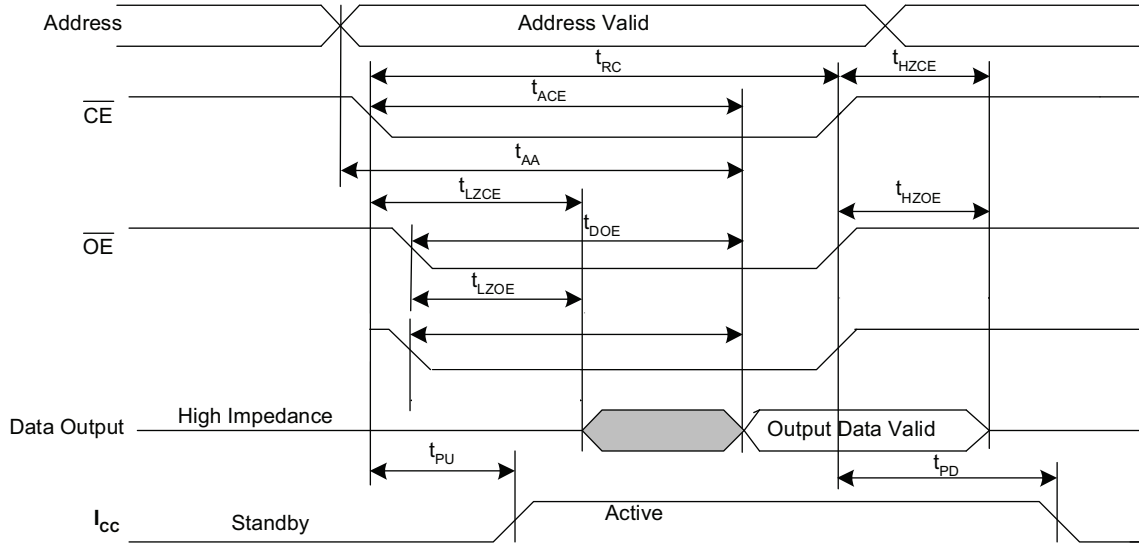 Address
Address Valid
tRC
tHZCE
tACE
CE
tAA
tLZCE
tHZOE
OE
tDOE
tLZOE
Data Output
High Impedance
Output Data Valid
tPU
tPD
ICC
Standby
Active